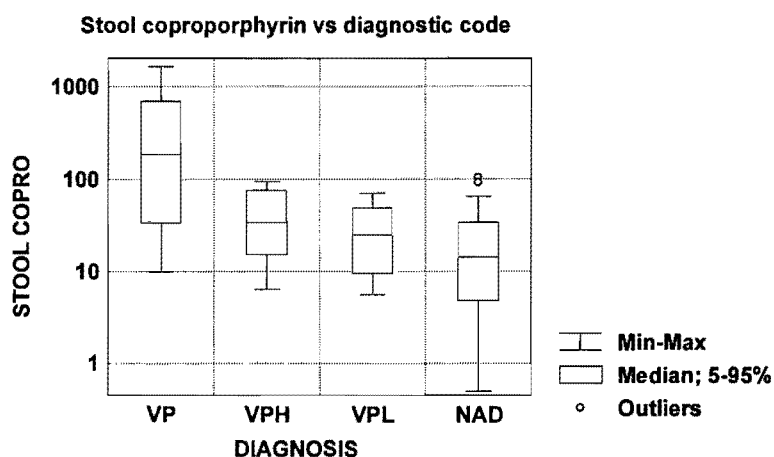 Stool coproporphyrin vs diagnostic code
STOOL COPRO
1000
100
10
1
VP VPH VPL NAD
DIAGNOSIS
Min-Max
Median; 5-95%
Outliers